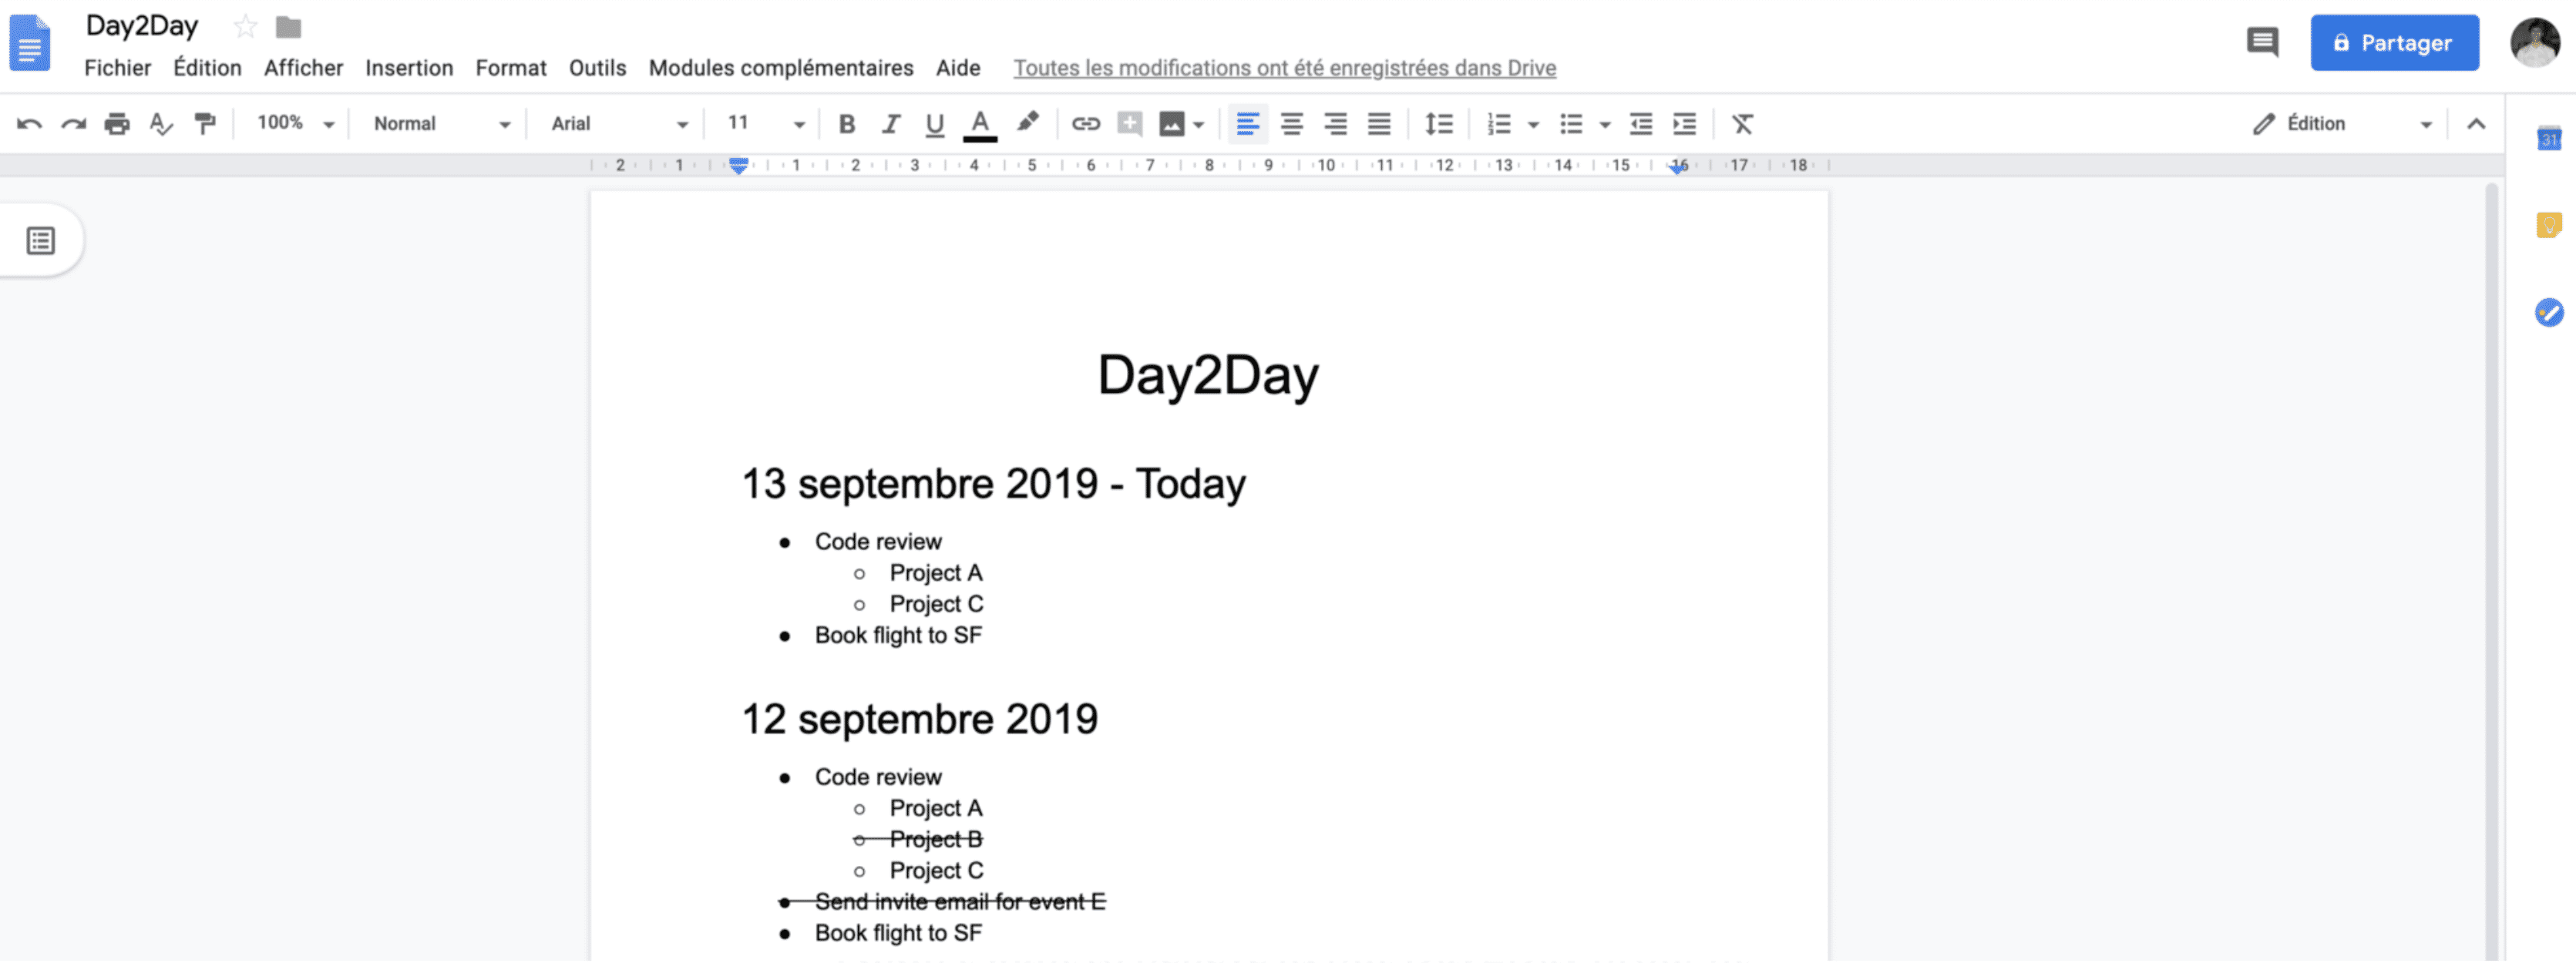 Day2Day
Fichier Édition Afficher Insertion Format Outils Modules complémentaires Aide Toutes les modifications ont été enregistrées dans Drive
Partager
100% Normal Arial 11 B I U A Édition
2 1 1 2 3 4 5 6 7 8 9 10 11 12 13 14 15 16 17 18
31
Day2Day
13 septembre 2019 - Today
● Code review
○ Project A
○ Project C
● Book flight to SF
12 septembre 2019
● Code review
○ Project A
○ Project B
○ Project C
● Send invite email for event E
● Book flight to SF